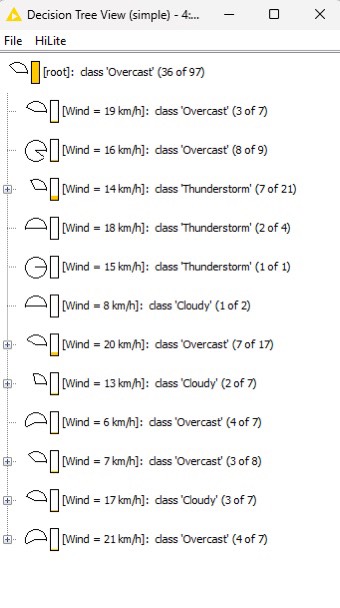 Decision Tree View (simple) - 4:...
File HiLite
[root]: class 'Overcast' (36 of 97)
[Wind = 19 km/h]: class 'Overcast' (3 of 7)
[Wind = 16 km/h]: class 'Overcast' (8 of 9)
[Wind = 14 km/h]: class 'Thunderstorm' (7 of 21)
[Wind = 18 km/h]: class 'Thunderstorm' (2 of 4)
[Wind = 15 km/h]: class 'Thunderstorm' (1 of 1)
[Wind = 8 km/h]: class 'Cloudy' (1 of 2)
[Wind = 20 km/h]: class 'Overcast' (7 of 17)
[Wind = 13 km/h]: class 'Cloudy' (2 of 7)
[Wind = 6 km/h]: class 'Overcast' (4 of 7)
[Wind = 7 km/h]: class 'Overcast' (3 of 8)
[Wind = 17 km/h]: class 'Cloudy' (3 of 7)
[Wind = 21 km/h]: class 'Overcast' (4 of 7)